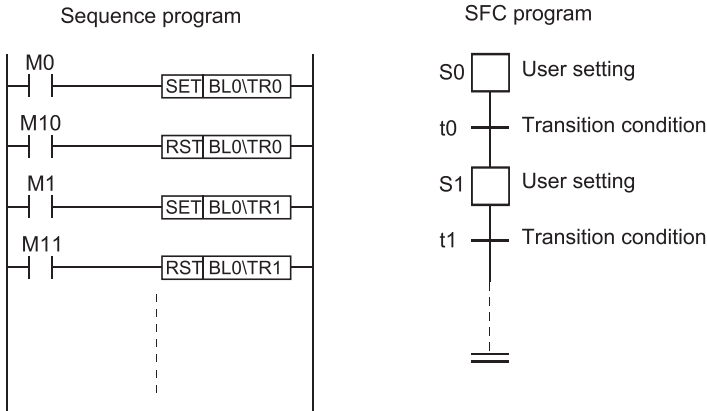 Sequence program
M0
SET BL0\TR0
M10
RST BL0\TR0
M1
SET BL0\TR1
M11
RST BL0\TR1
SFC program
S0 User setting
t0 Transition condition
S1 User setting
t1 Transition condition